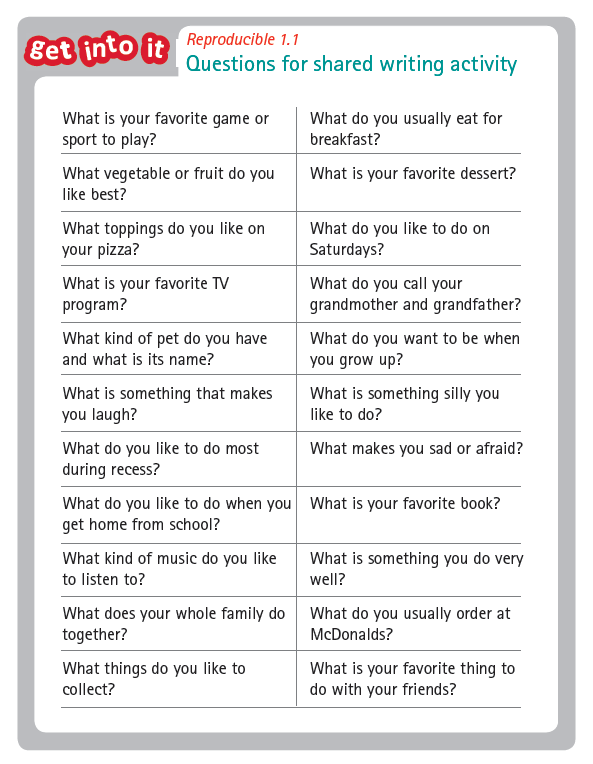 get into it
Reproducible 1.1
Questions for shared writing activity
What is your favorite game or
sport to play?
What do you usually eat for
breakfast?
What vegetable or fruit do you
like best?
What is your favorite dessert?
What toppings do you like on
your pizza?
What do you like to do on
Saturdays?
What is your favorite TV
program?
What do you call your
grandmother and grandfather?
What kind of pet do you have
and what is its name?
What do you want to be when
you grow up?
What is something that makes
you laugh?
What is something silly you
like to do?
What do you like to do most
during recess?
What makes you sad or afraid?
What do you like to do when you
get home from school?
What is your favorite book?
What kind of music do you like
to listen to?
What is something you do very
well?
What does your whole family do
together?
What do you usually order at
McDonalds?
What things do you like to
collect?
What is your favorite thing to
do with your friends?